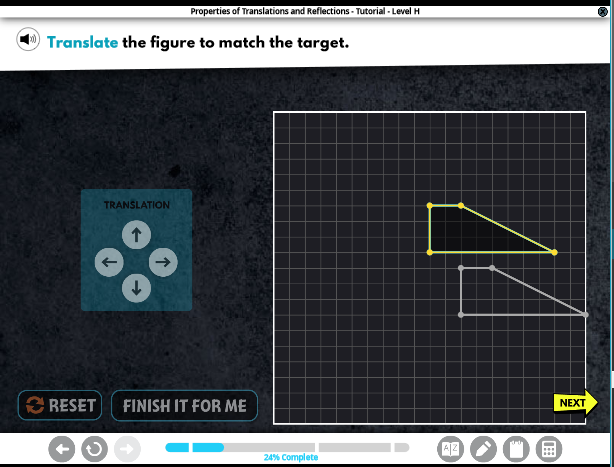 Properties of Translations and Reflections - Tutorial - Level H
Translate the figure to match the target.
TRANSLATION
RESET
FINISH IT FOR ME
NEXT
24% Complete
A Z